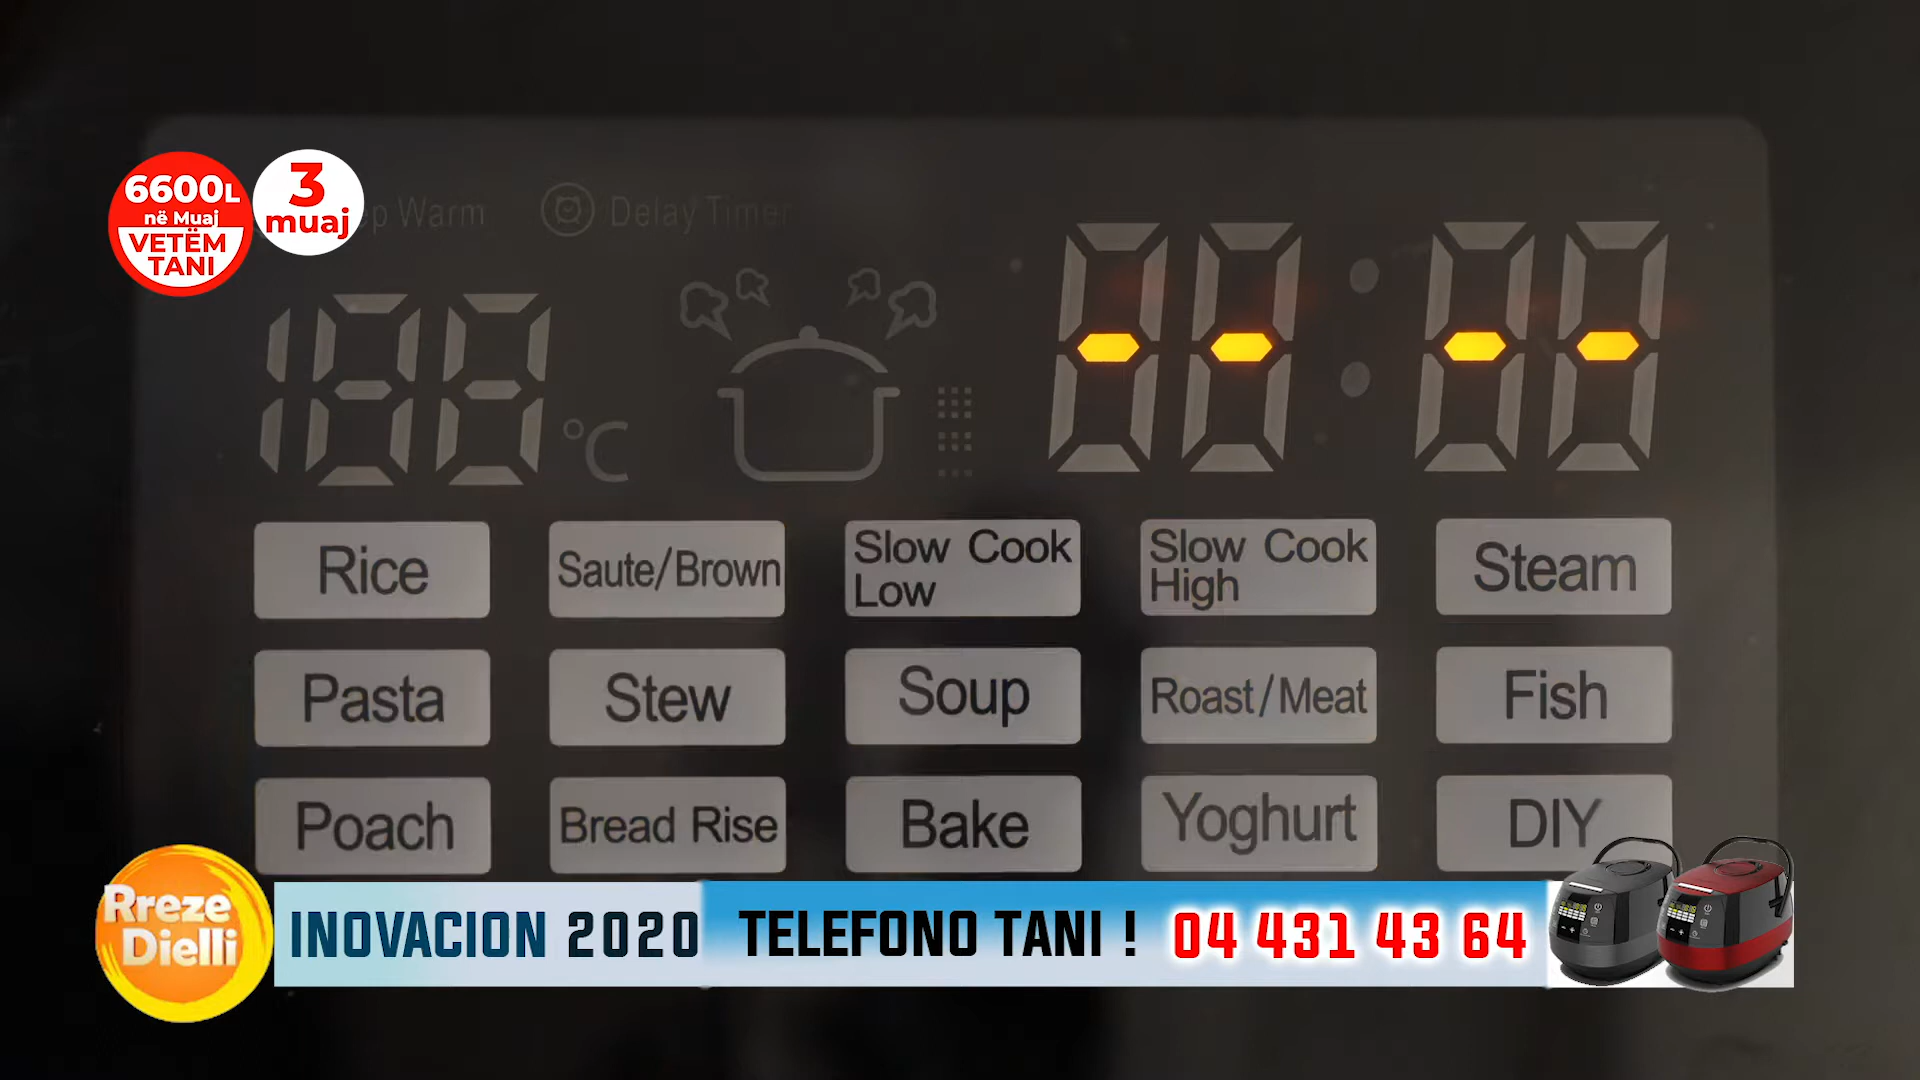 6600L
në Muaj
VETËM
TANI
3
muaj
Warm
Delay Timer
188
°C
Rice
Saute/Brown
Slow Cook
Low
Slow Cook
High
Steam
Pasta
Stew
Soup
Roast/Meat
Fish
Poach
Bread Rise
Bake
Yoghurt
DIY
Rreze
Dielli
INOVACION 2020
TELEFONO TANI !
04 431 43 64